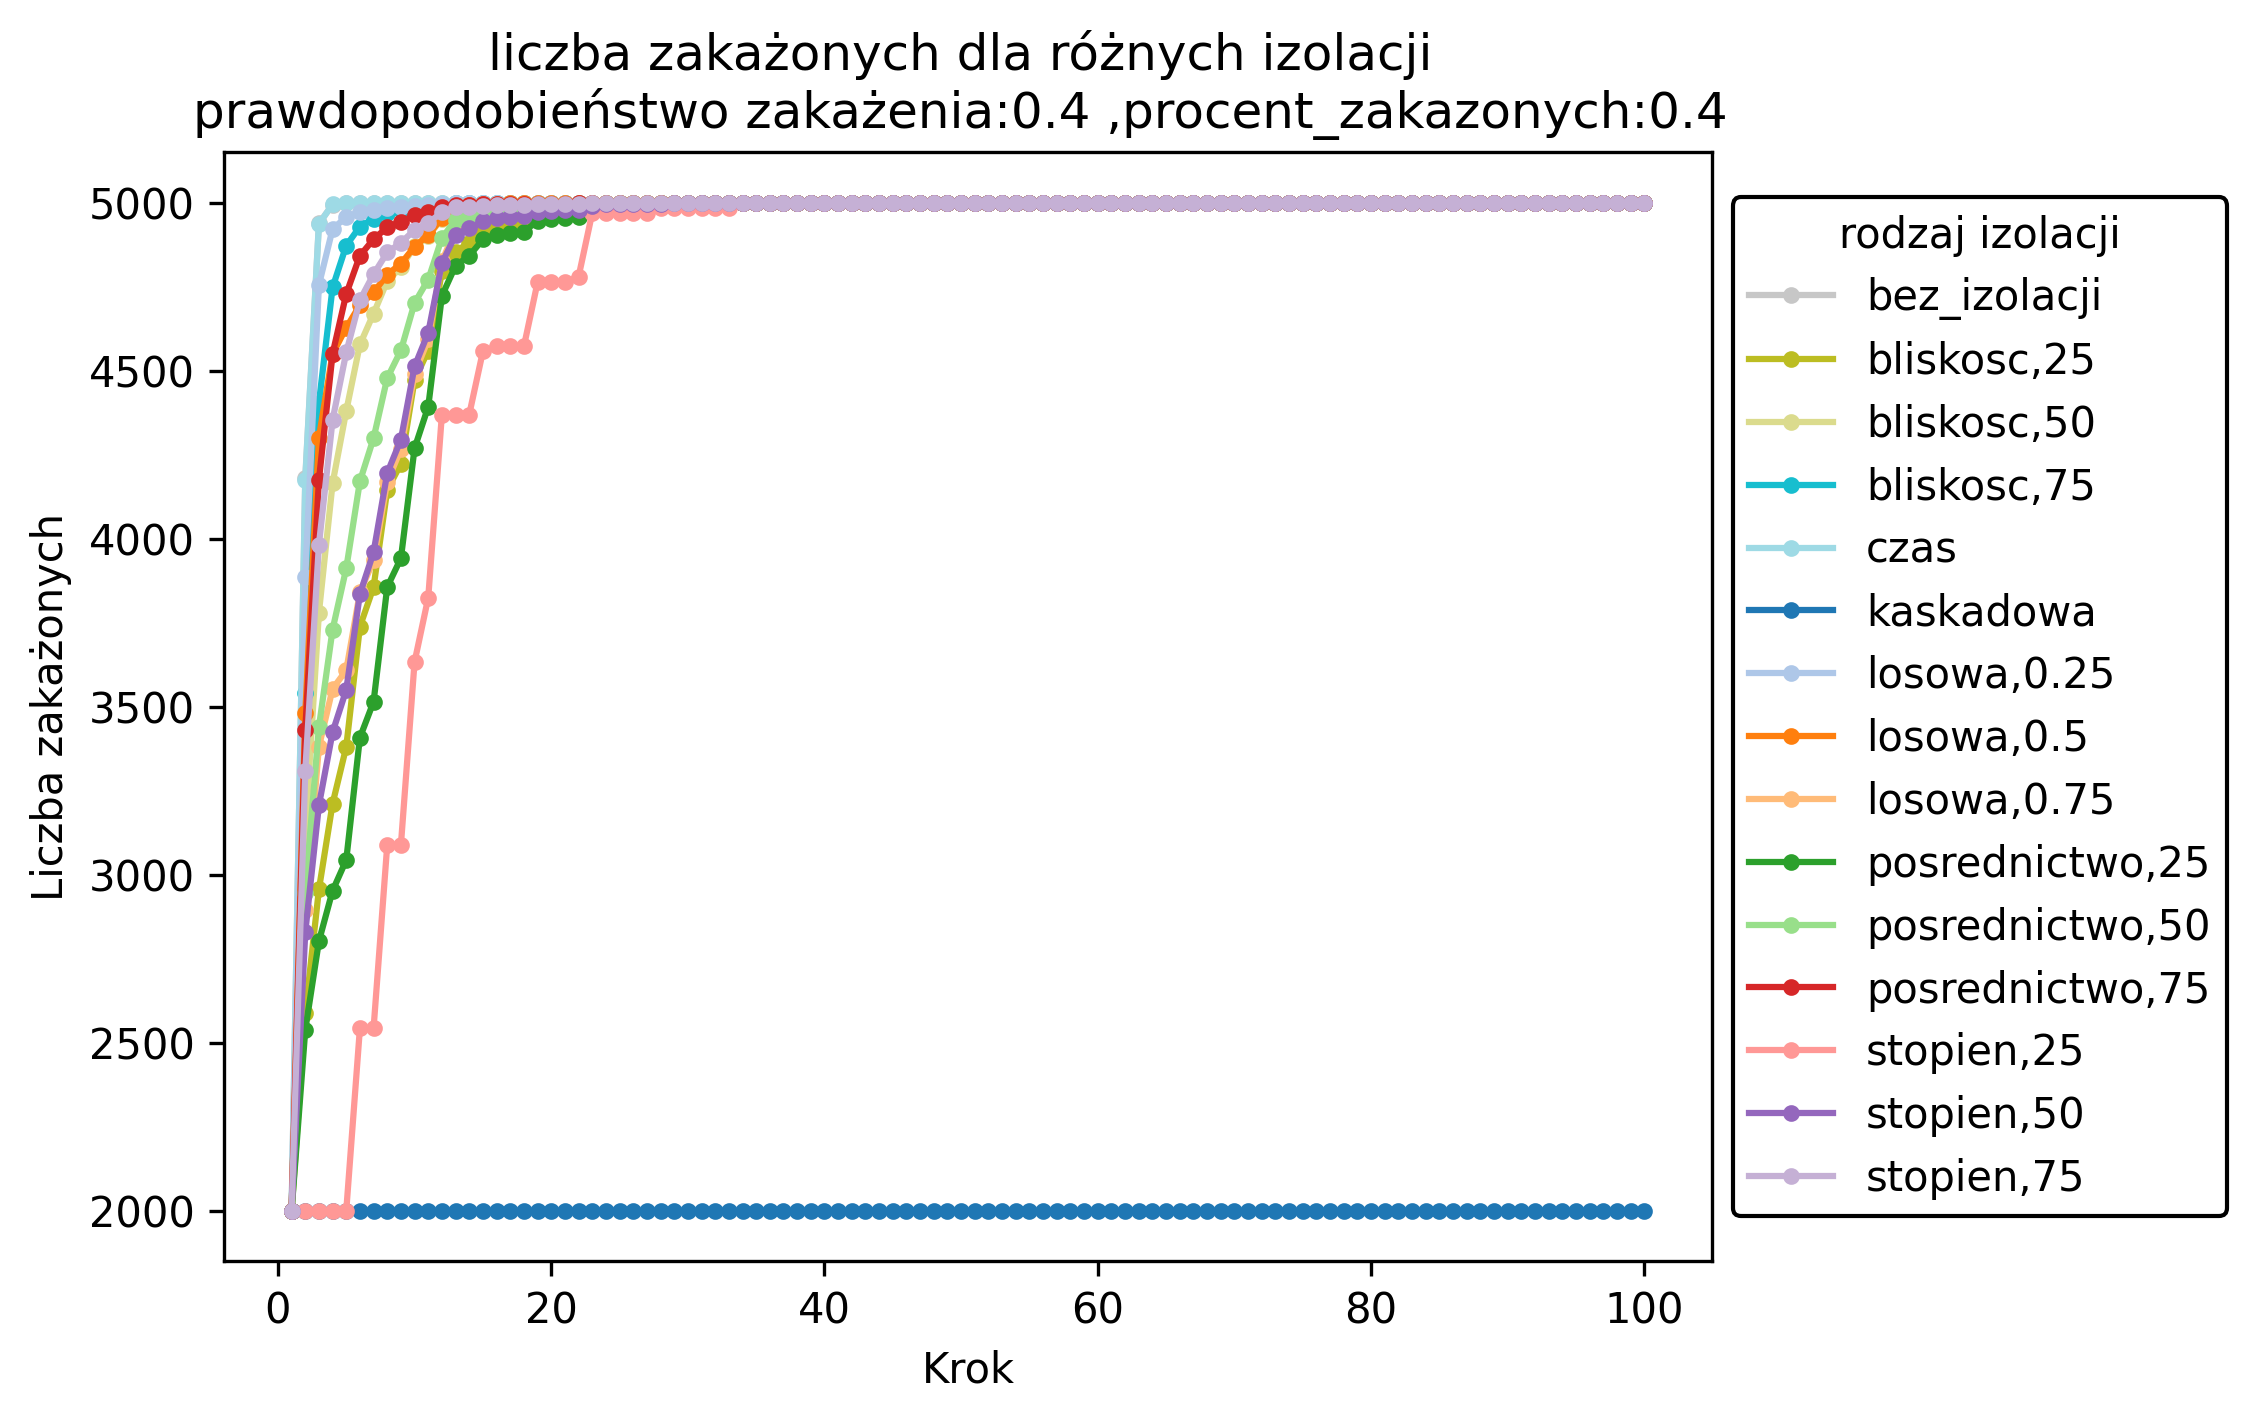 liczba zakażonych dla różnych izolacji
prawdopodobieństwo zakażenia:0.4 ,procent_zakazonych:0.4
5000
4500
4000
3500
3000
2500
2000
Liczba zakażonych
0 20 40 60 80 100
Krok
rodzaj izolacji
bez_izolacji
bliskosc,25
bliskosc,50
bliskosc,75
czas
kaskadowa
losowa,0.25
losowa,0.5
losowa,0.75
posrednictwo,25
posrednictwo,50
posrednictwo,75
stopien,25
stopien,50
stopien,75